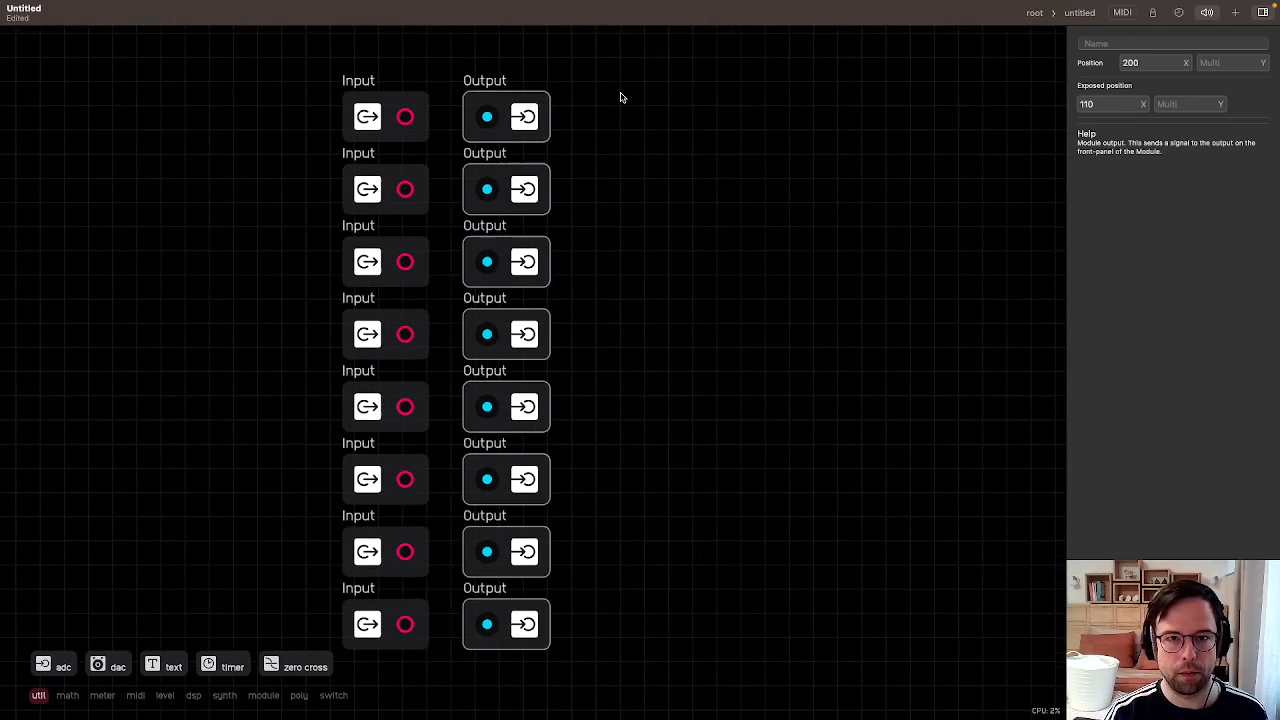 Untitled
Edited
root › untitled MIDI
Name
Position 200 X Multi Y
Exposed position
110 X Multi Y
Help
Module output. This sends a signal to the output on the
front-panel of the Module.
Input Output
Input Output
Input Output
Input Output
Input Output
Input Output
Input Output
Input Output
adc dac text timer zero cross
util math meter midi level dsp synth module poly switch
CPU: 2%